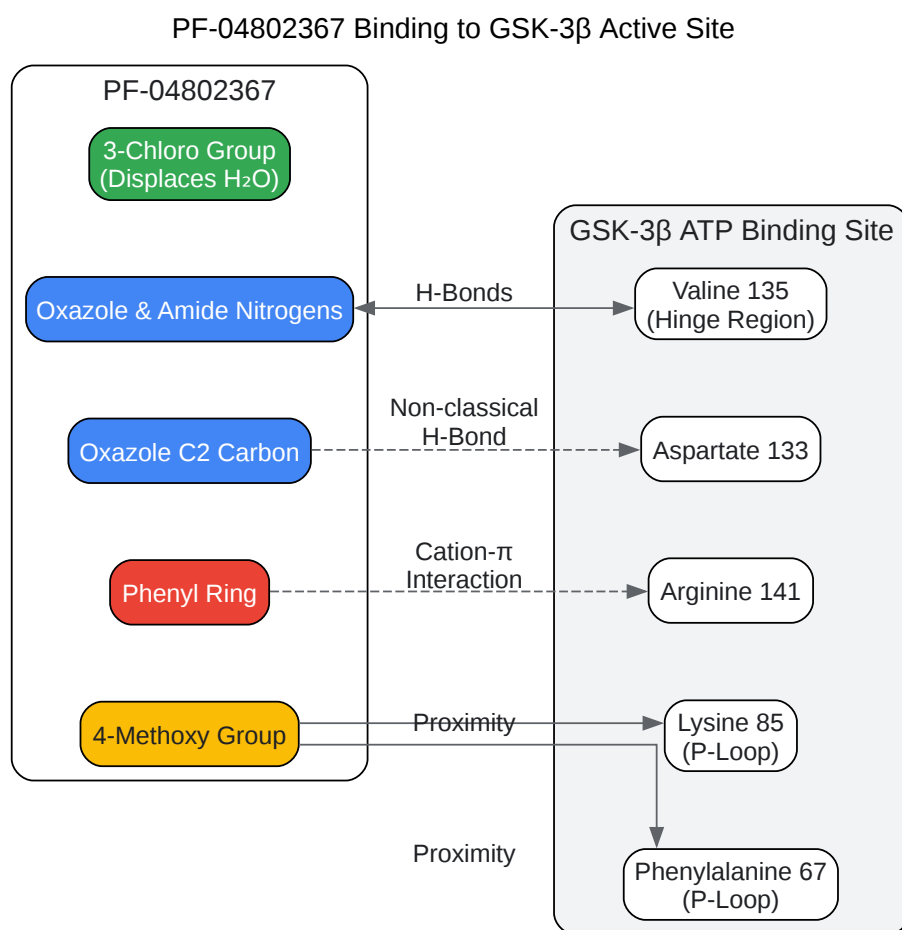 PF-04802367 Binding to GSK-3β Active Site
PF-04802367
3-Chloro Group
(Displaces H₂O)
GSK-3β ATP Binding Site
Oxazole & Amide Nitrogens
H-Bonds
Valine 135
(Hinge Region)
Oxazole C2 Carbon
Non-classical
H-Bond
Aspartate 133
Phenyl Ring
Cation-π
Interaction
Arginine 141
4-Methoxy Group
Proximity
Lysine 85
(P-Loop)
Proximity
Phenylalanine 67
(P-Loop)